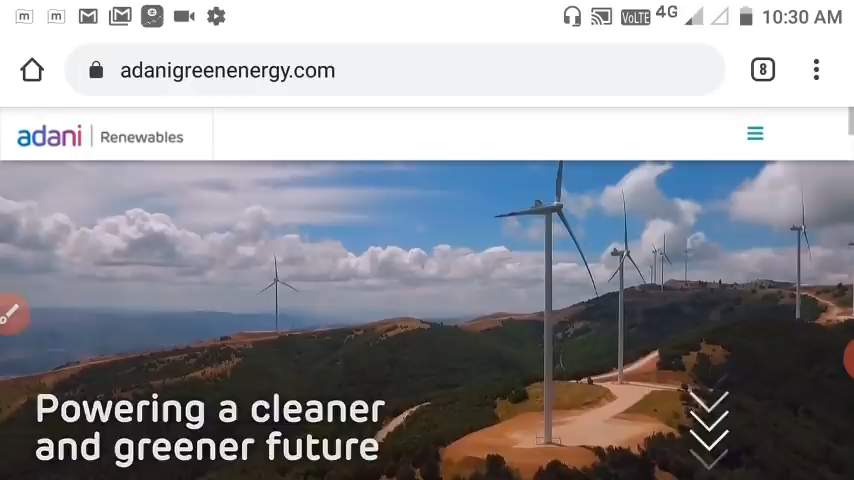 VoLTE 4G 10:30 AM
adanigreenenergy.com 8
adani | Renewables
Powering a cleaner
and greener future